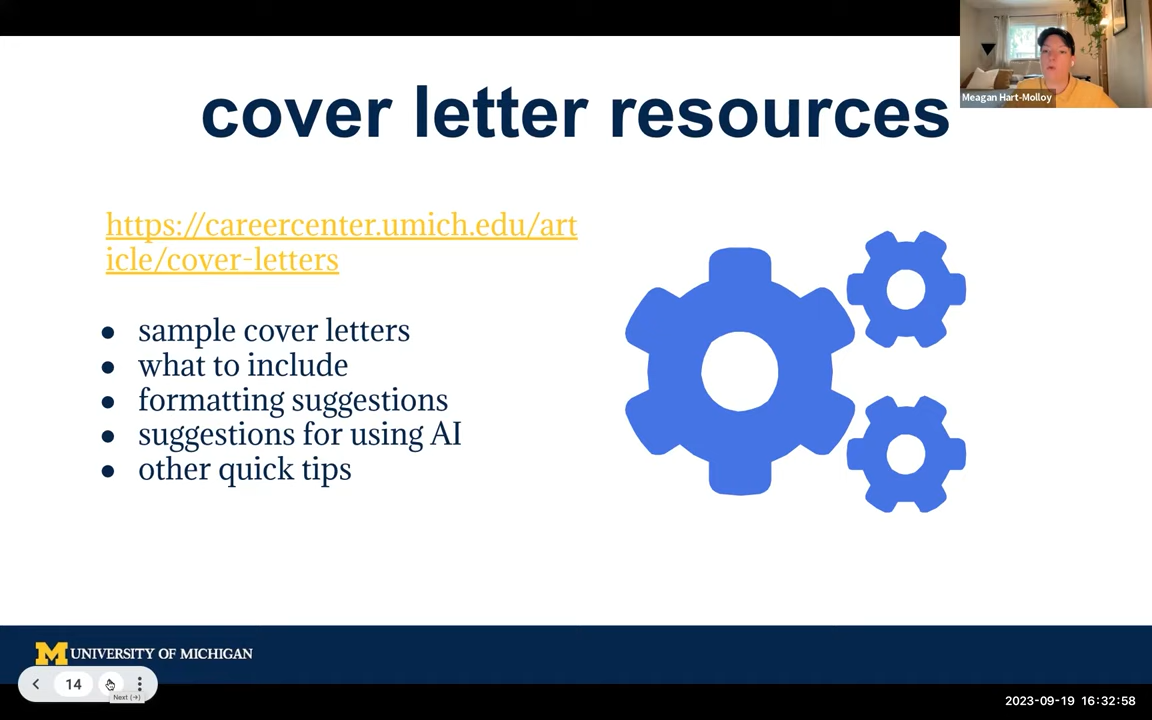 Meagan Hart-Molloy
cover letter resources
https://careercenter.umich.edu/art
icle/cover-letters
● sample cover letters
● what to include
● formatting suggestions
● suggestions for using AI
● other quick tips
M UNIVERSITY OF MICHIGAN
14
Next (→)
2023-09-19 16:32:58